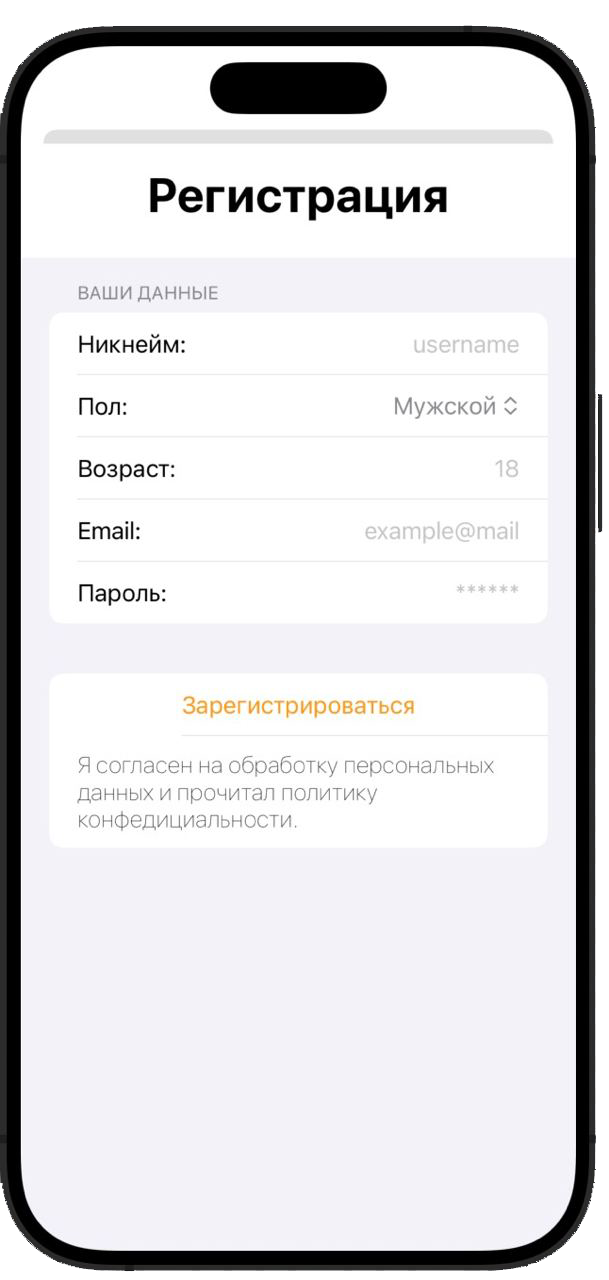 Регистрация
ВАШИ ДАННЫЕ
Никнейм: username
Пол: Мужской
Возраст: 18
Email: example@mail
Пароль: ******
Зарегистрироваться
Я согласен на обработку персональных
данных и прочитал политику
конфедициальности.